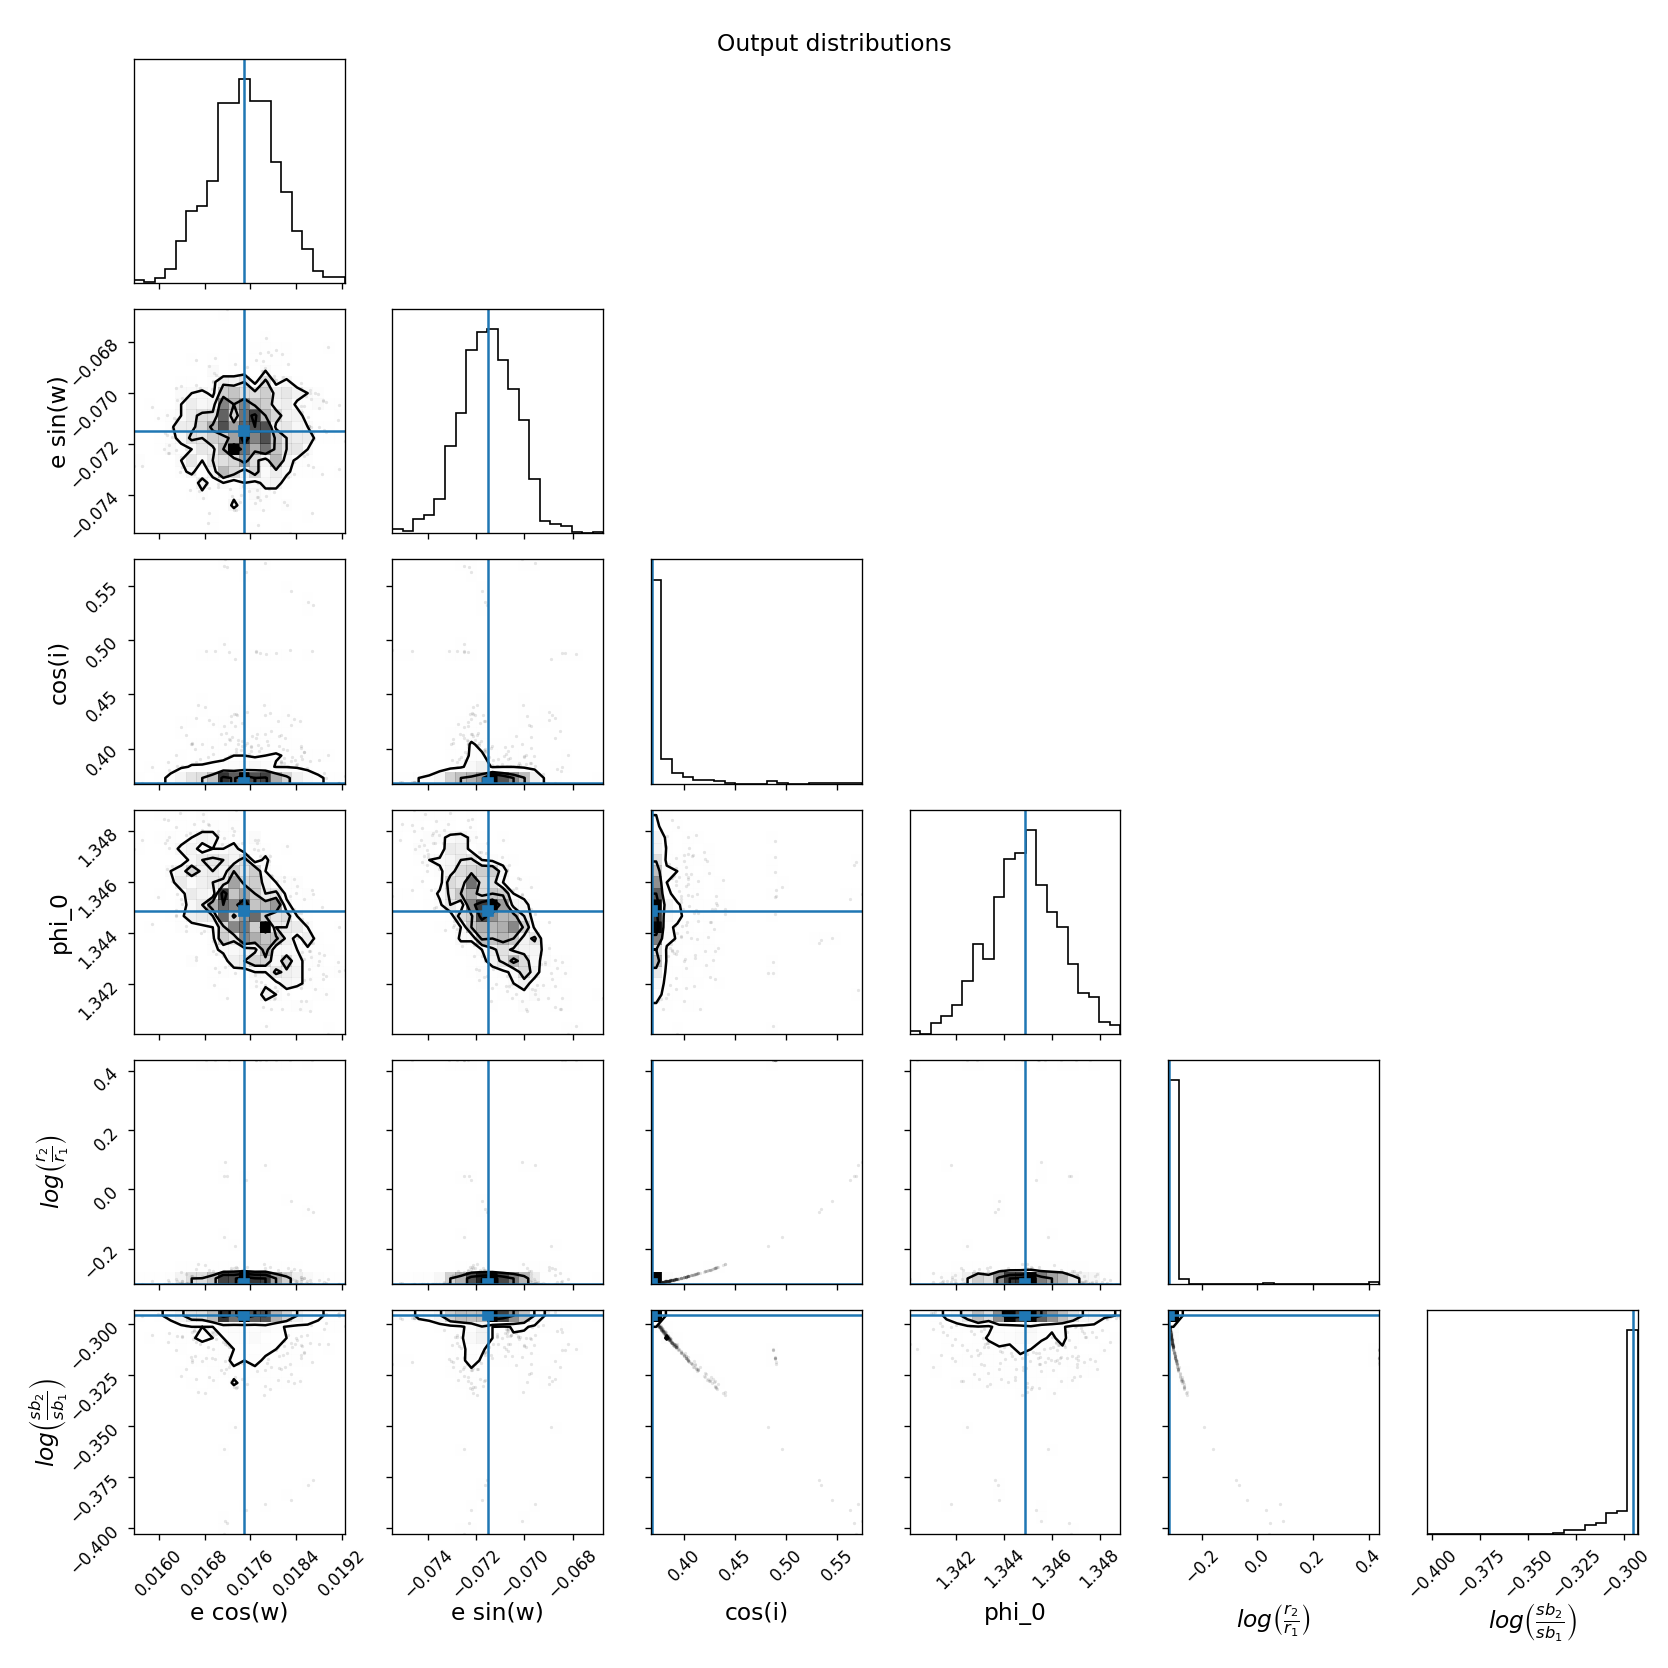 Output distributions
e sin(w)
−0.068
−0.070
−0.072
−0.074
cos(i)
0.55
0.50
0.45
0.40
phi_0
1.348
1.346
1.344
1.342
log(r₂/r₁)
0.4
0.2
0.0
−0.2
log(sb₂/sb₁)
−0.300
−0.325
−0.350
−0.375
−0.400
0.0160 0.0168 0.0176 0.0184 0.0192 −0.074 −0.072 −0.070 −0.068 0.40 0.45 0.50 0.55 1.342 1.344 1.346 1.348 −0.2 0.0 0.2 0.4 −0.400 −0.375 −0.350 −0.325 −0.300
e cos(w) e sin(w) cos(i) phi_0 log(r₂/r₁) log(sb₂/sb₁)